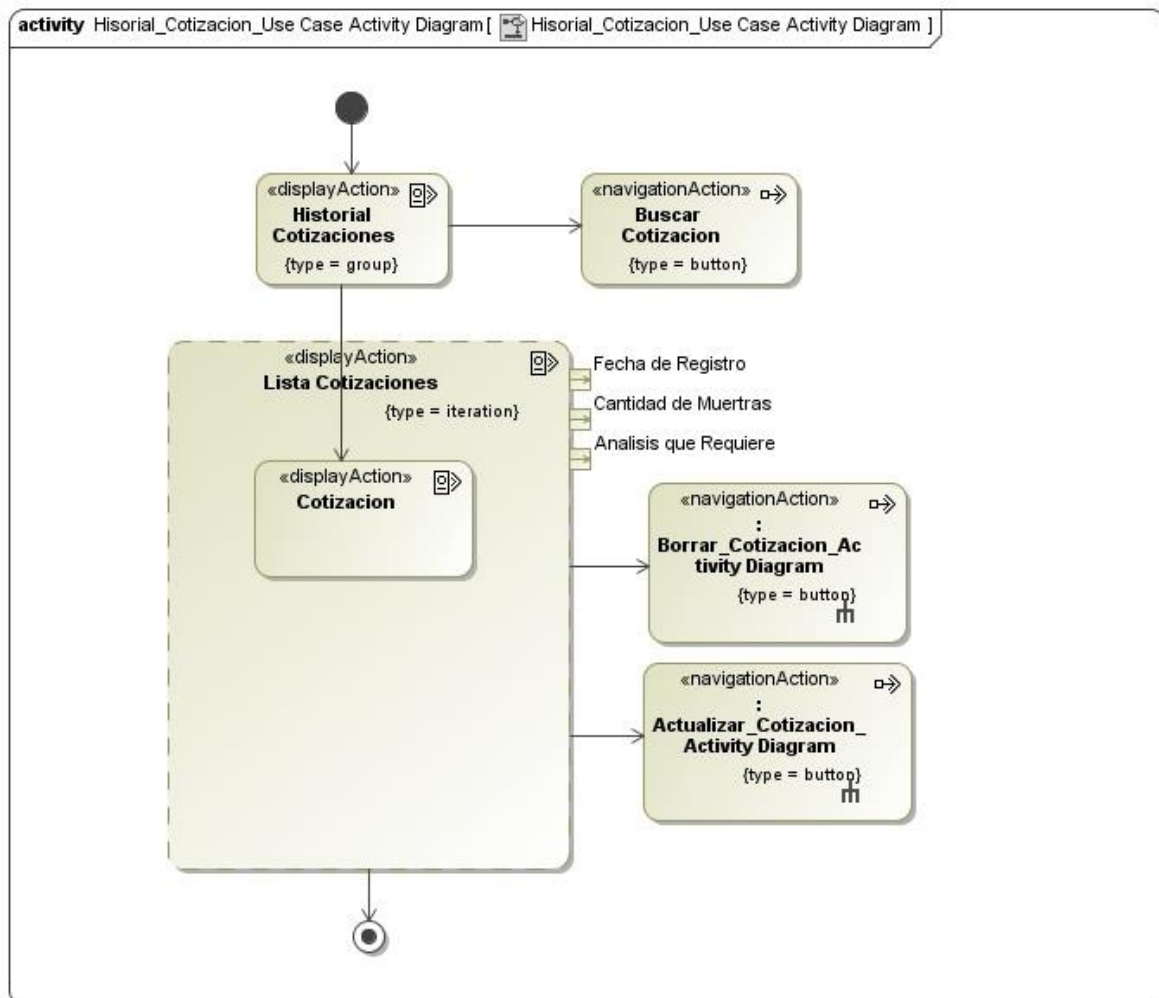 activity Hisorial_Cotizacion_Use Case Activity Diagram[ Hisorial_Cotizacion_Use Case Activity Diagram ]
«displayAction»
Historial
Cotizaciones
{type = group}
«navigationAction»
Buscar
Cotizacion
{type = button}
«displayAction»
Lista Cotizaciones
{type = iteration}
Fecha de Registro
Cantidad de Muertras
Analisis que Requiere
«displayAction»
Cotizacion
«navigationAction»
:
Borrar_Cotizacion_Ac
tivity Diagram
{type = button}
«navigationAction»
:
Actualizar_Cotizacion_
Activity Diagram
{type = button}